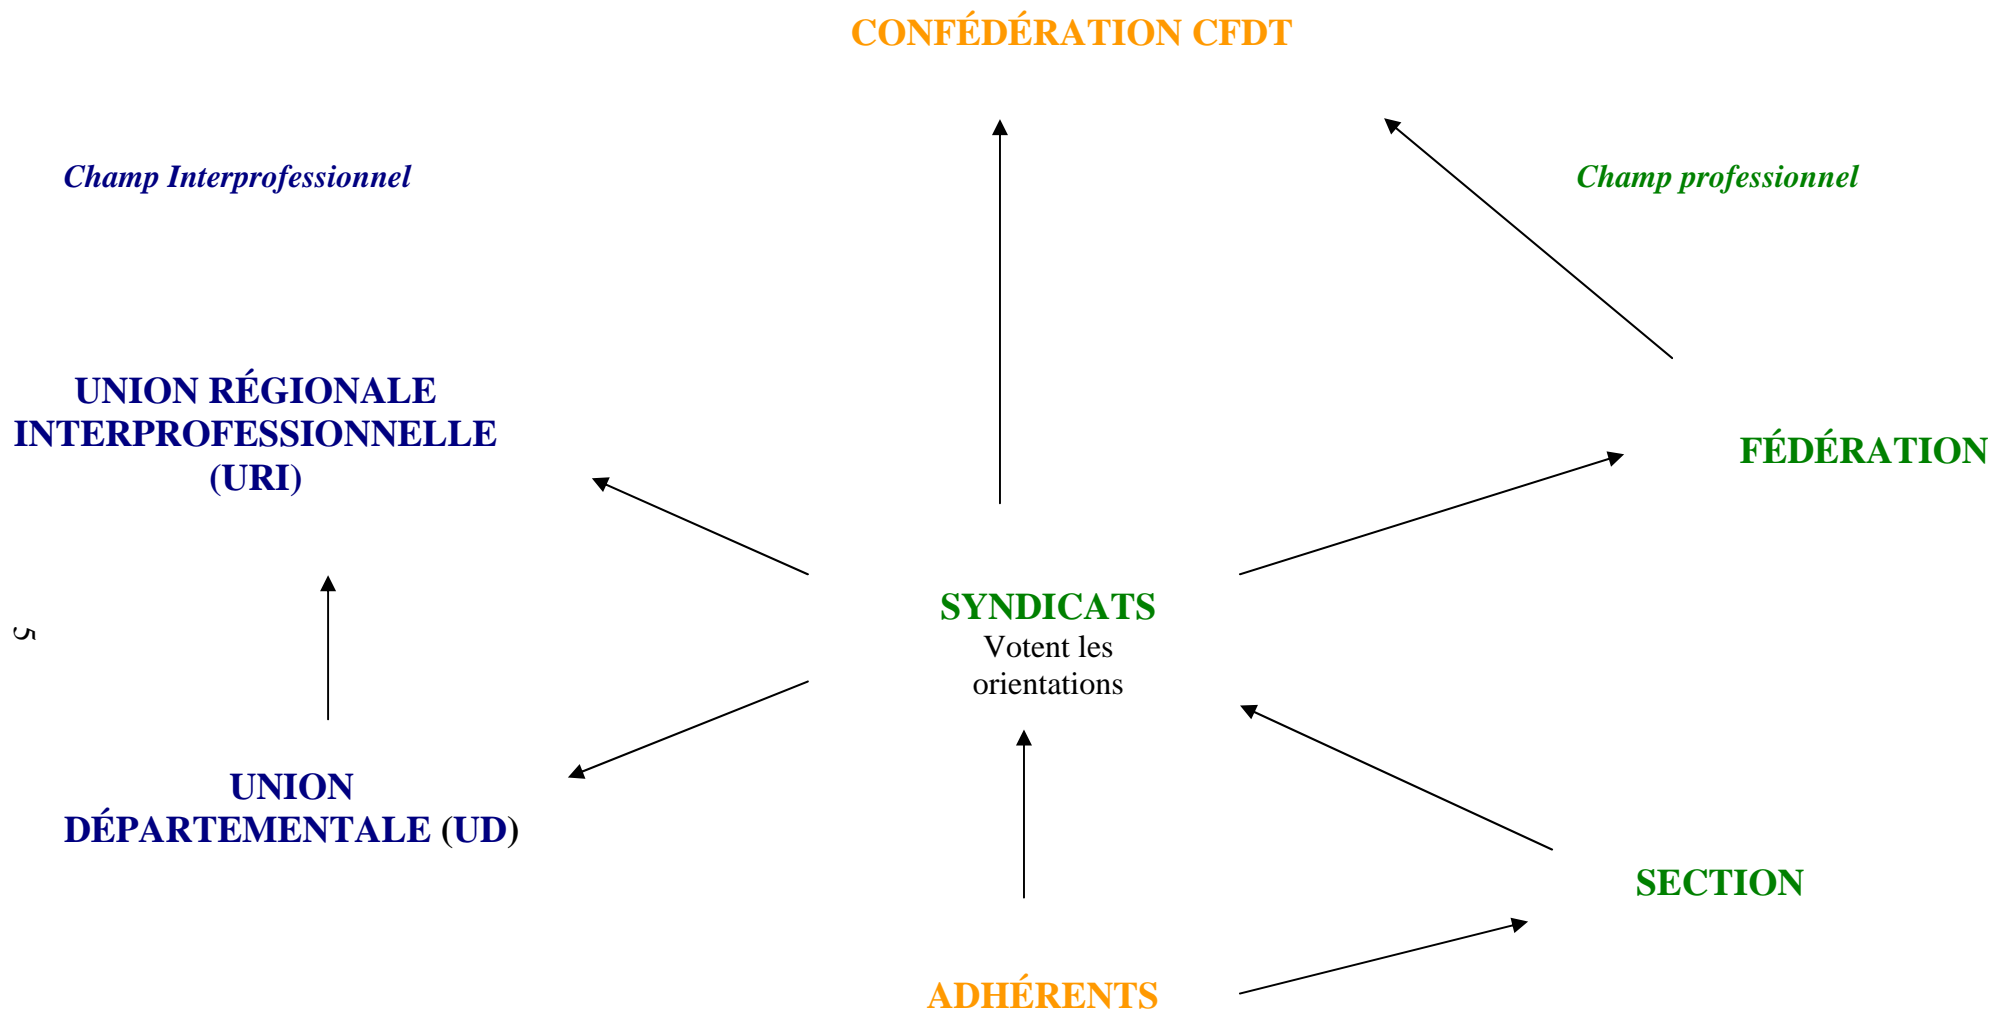 CONFÉDÉRATION CFDT
Champ Interprofessionnel
Champ professionnel
UNION RÉGIONALE
INTERPROFESSIONNELLE
(URI)
FÉDÉRATION
SYNDICATS
Votent les
orientations
5
UNION
DÉPARTEMENTALE (UD)
SECTION
ADHÉRENTS